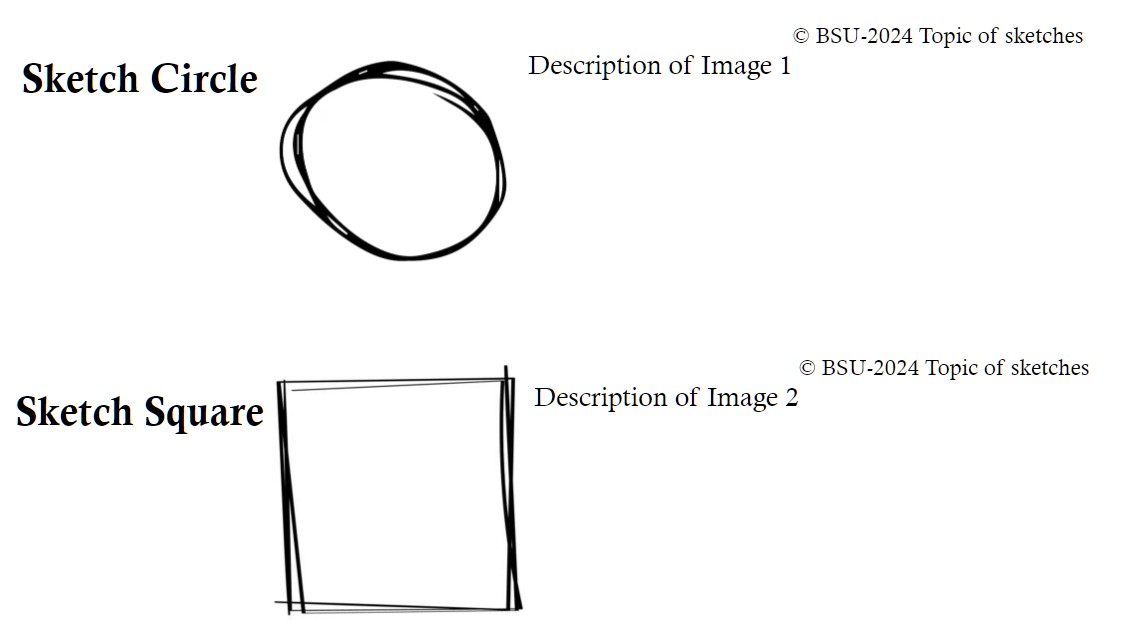 © BSU-2024 Topic of sketches
Sketch Circle
Description of Image 1
© BSU-2024 Topic of sketches
Sketch Square
Description of Image 2